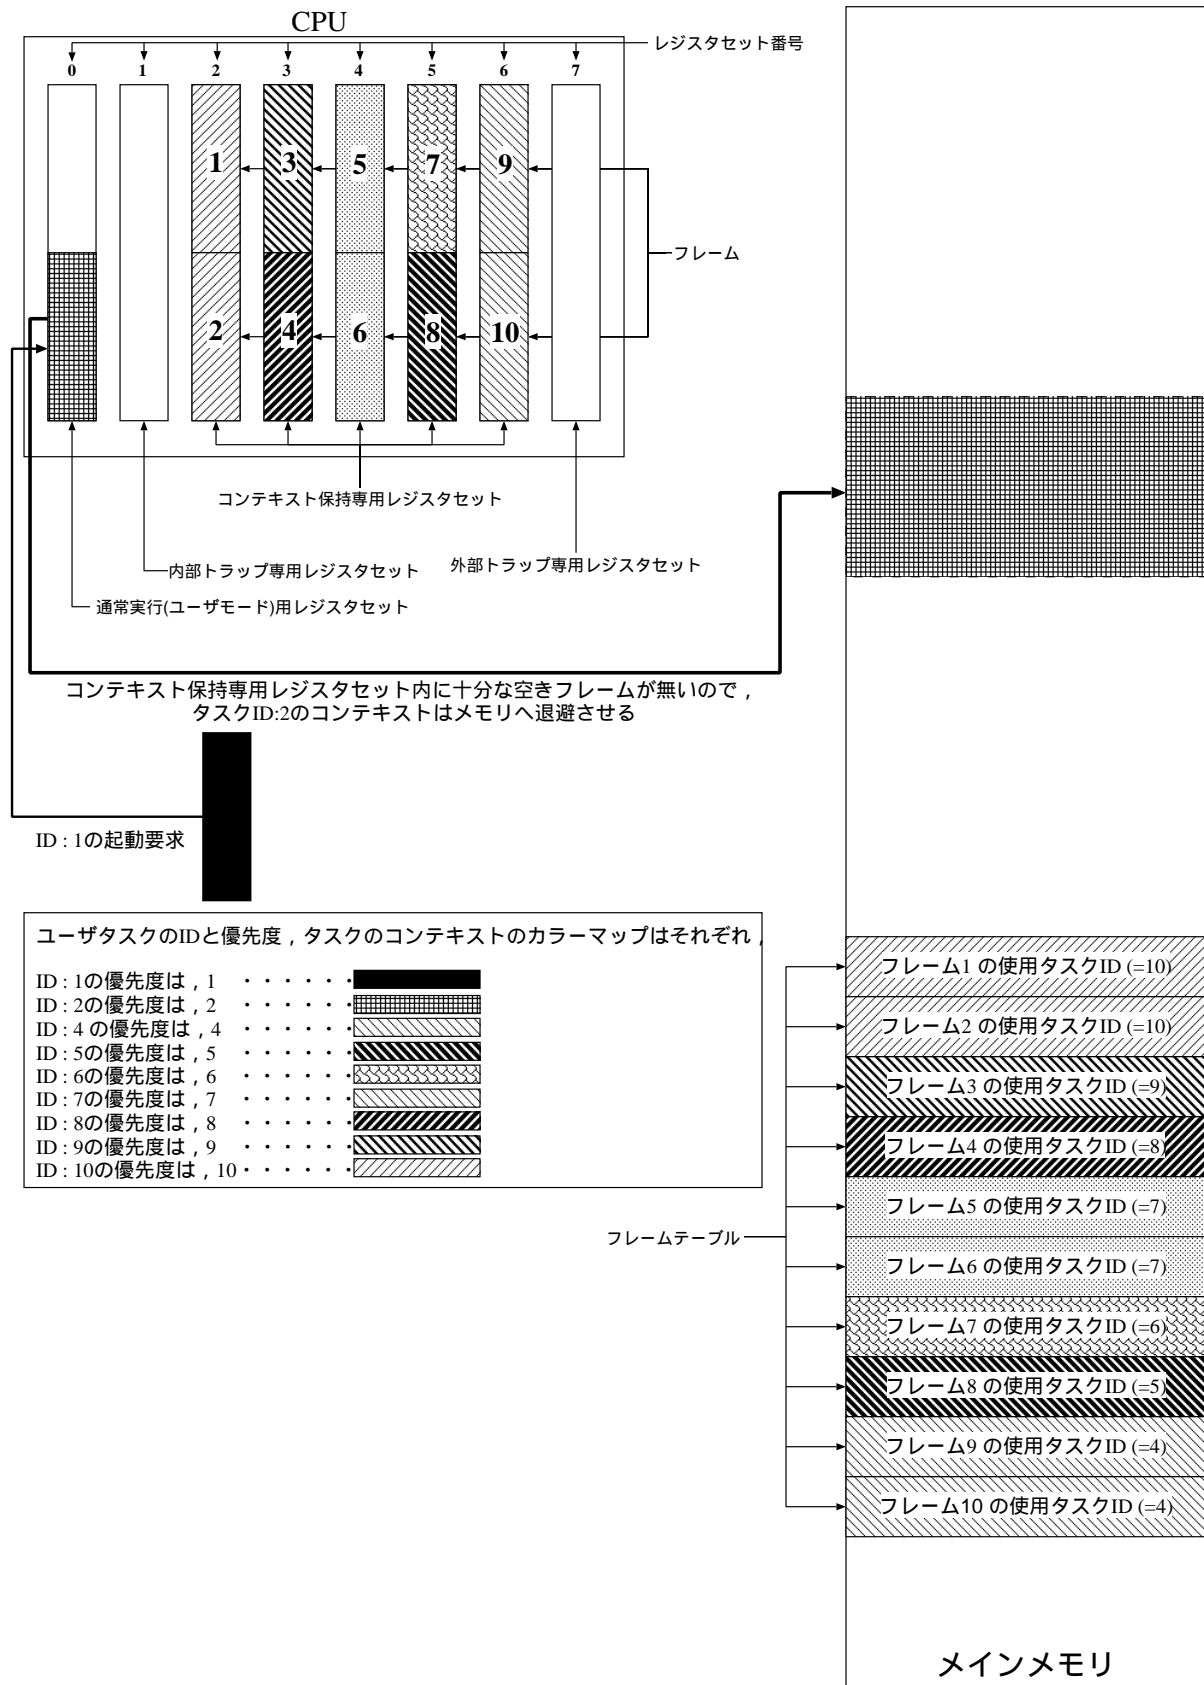 CPU
レジスタセット番号
0 1 2 3 4 5 6 7
1 3 5 7 9
フレーム
2 4 6 8 10
コンテキスト保持専用レジスタセット
内部トラップ専用レジスタセット
外部トラップ専用レジスタセット
通常実行(ユーザモード)用レジスタセット
コンテキスト保持専用レジスタセット内に十分な空きフレームが無いので，
タスクID:2のコンテキストはメモリへ退避させる
ID : 1の起動要求
ユーザタスクのIDと優先度，タスクのコンテキストのカラーマップはそれぞれ，
ID : 1の優先度は，1 ・・・・・・
ID : 2の優先度は，2 ・・・・・・
ID : 4 の優先度は，4 ・・・・・・
ID : 5の優先度は，5 ・・・・・・
ID : 6の優先度は，6 ・・・・・・
ID : 7の優先度は，7 ・・・・・・
ID : 8の優先度は，8 ・・・・・・
ID : 9の優先度は，9 ・・・・・・
ID : 10の優先度は，10・・・・・・
フレームテーブル
フレーム1 の使用タスクID (=10)
フレーム2 の使用タスクID (=10)
フレーム3 の使用タスクID (=9)
フレーム4 の使用タスクID (=8)
フレーム5 の使用タスクID (=7)
フレーム6 の使用タスクID (=7)
フレーム7 の使用タスクID (=6)
フレーム8 の使用タスクID (=5)
フレーム9 の使用タスクID (=4)
フレーム10 の使用タスクID (=4)
メインメモリ